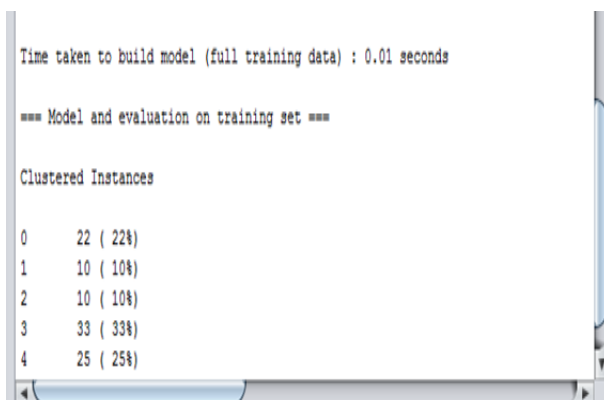 Time taken to build model (full training data) : 0.01 seconds
=== Model and evaluation on training set ===
Clustered Instances
0 22 ( 22%)
1 10 ( 10%)
2 10 ( 10%)
3 33 ( 33%)
4 25 ( 25%)